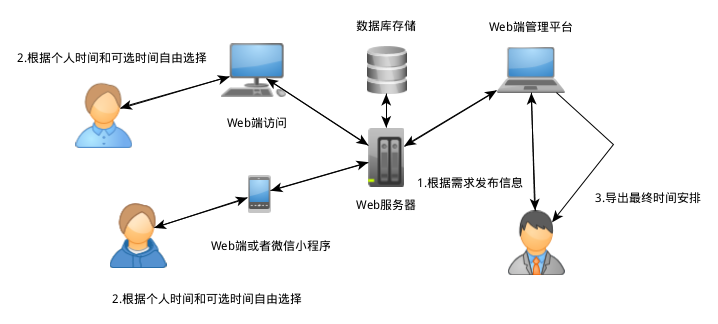 数据库存储
Web端管理平台
2.根据个人时间和可选时间自由选择
Web端访问
1.根据需求发布信息
3.导出最终时间安排
Web服务器
Web端或者微信小程序
2.根据个人时间和可选时间自由选择